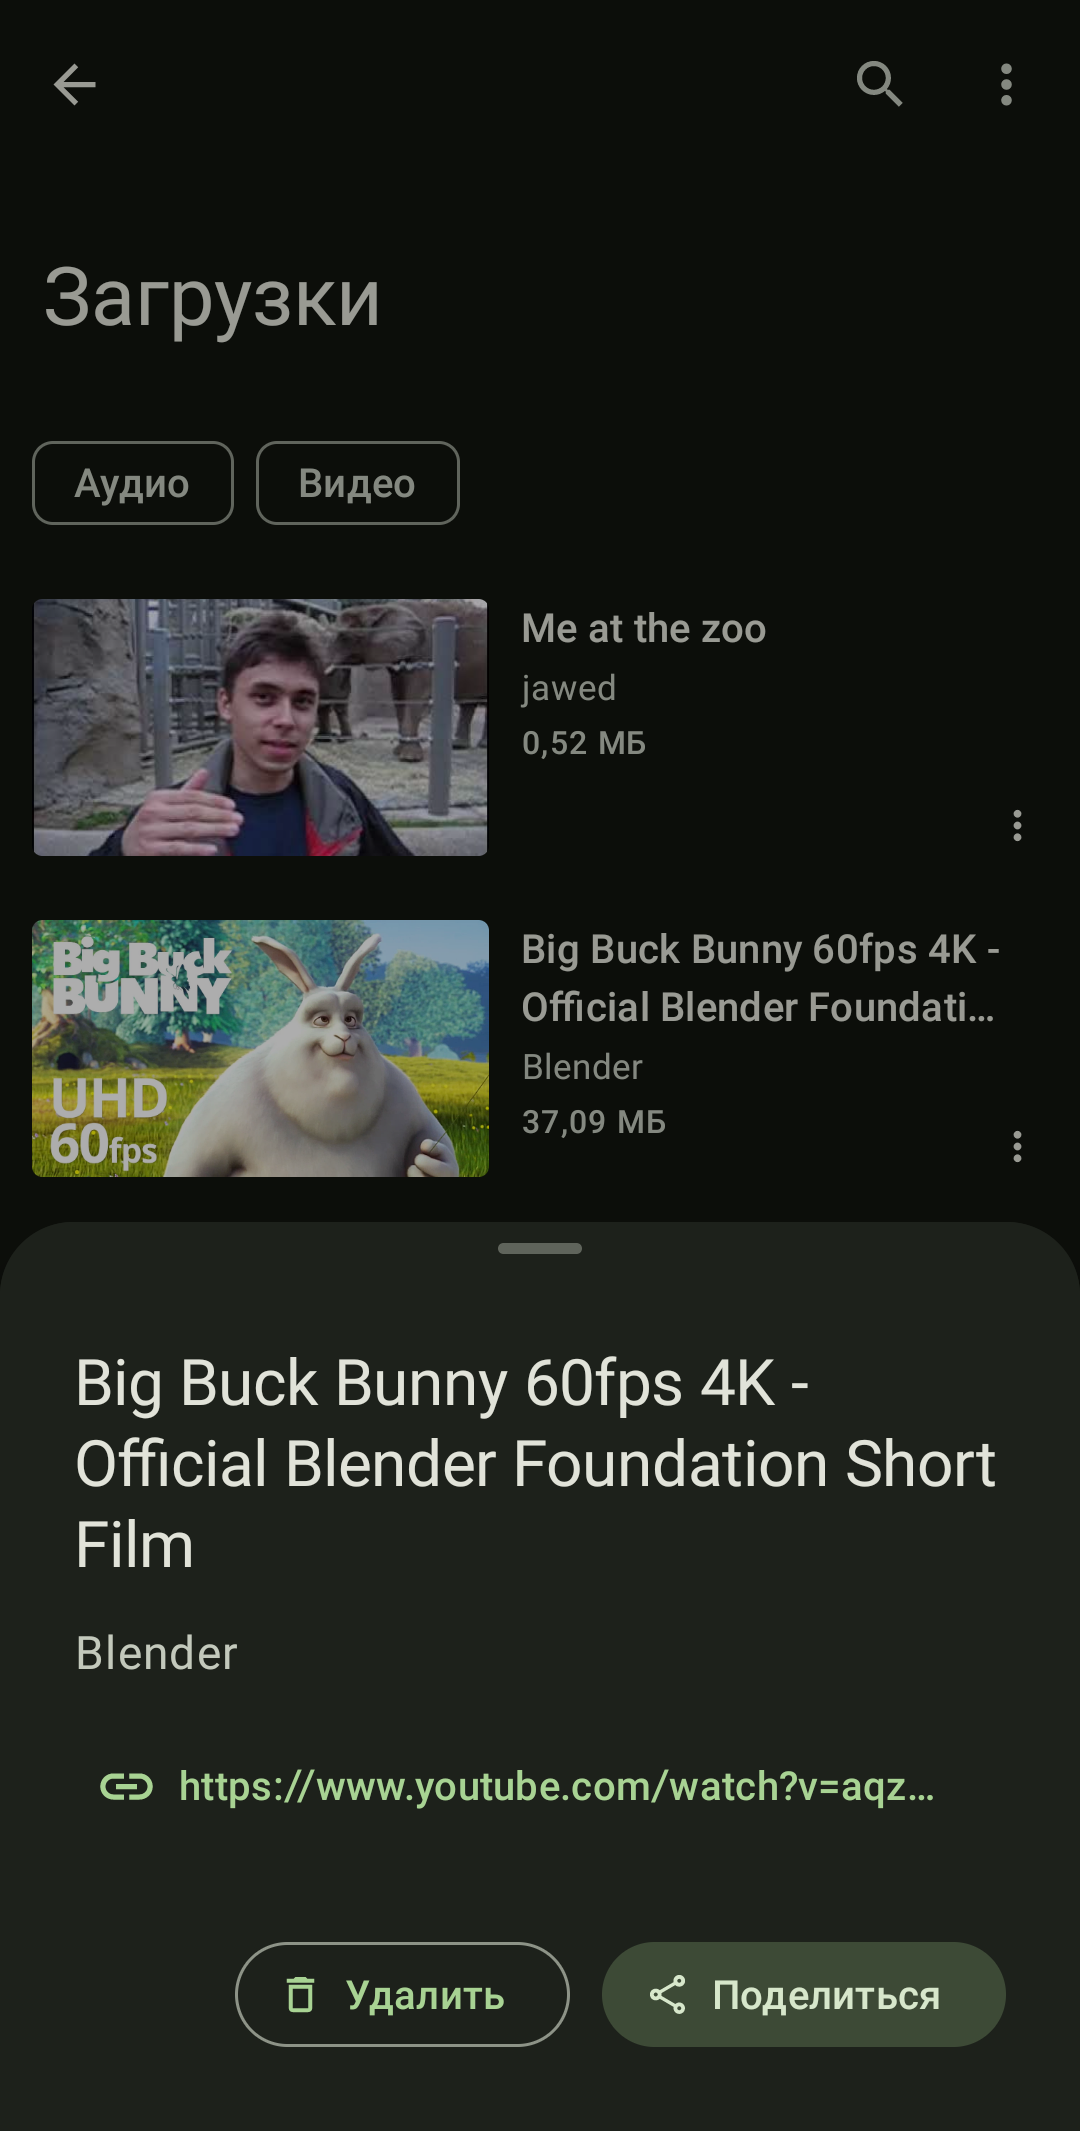 Загрузки
Аудио
Видео
Me at the zoo
jawed
0,52 МБ
Big Buck
BUNNY
UHD
60fps
Big Buck Bunny 60fps 4K -
Official Blender Foundati...
Blender
37,09 МБ
Big Buck Bunny 60fps 4K -
Official Blender Foundation Short
Film
Blender
https://www.youtube.com/watch?v=aqz...
Удалить
Поделиться